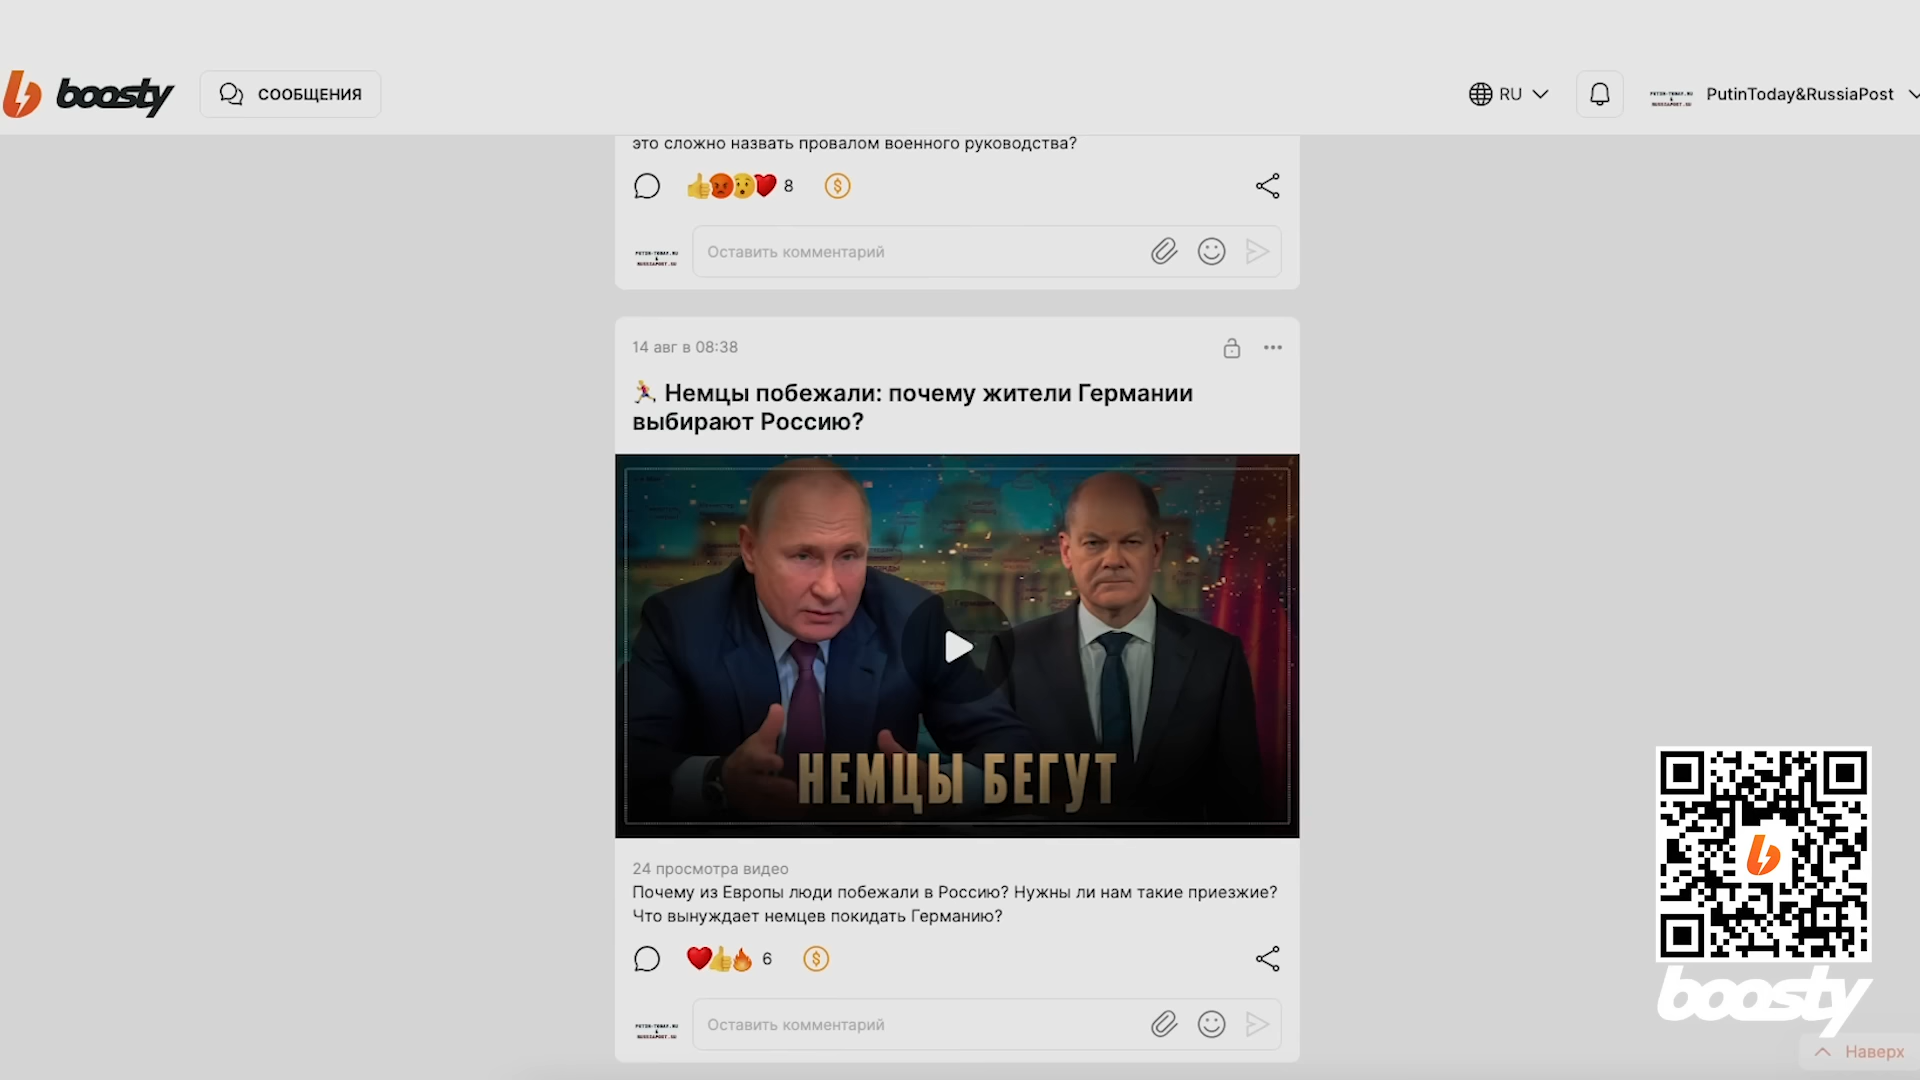 boosty
СООБЩЕНИЯ
RU
PutinToday&RussiaPost
это сложно назвать провалом военного руководства?
8
Оставить комментарий
14 авг в 08:38
Немцы побежали: почему жители Германии
выбирают Россию?
НЕМЦЫ БЕГУТ
24 просмотра видео
Почему из Европы люди побежали в Россию? Нужны ли нам такие приезжие?
Что вынуждает немцев покидать Германию?
6
Оставить комментарий
boosty
Наверх